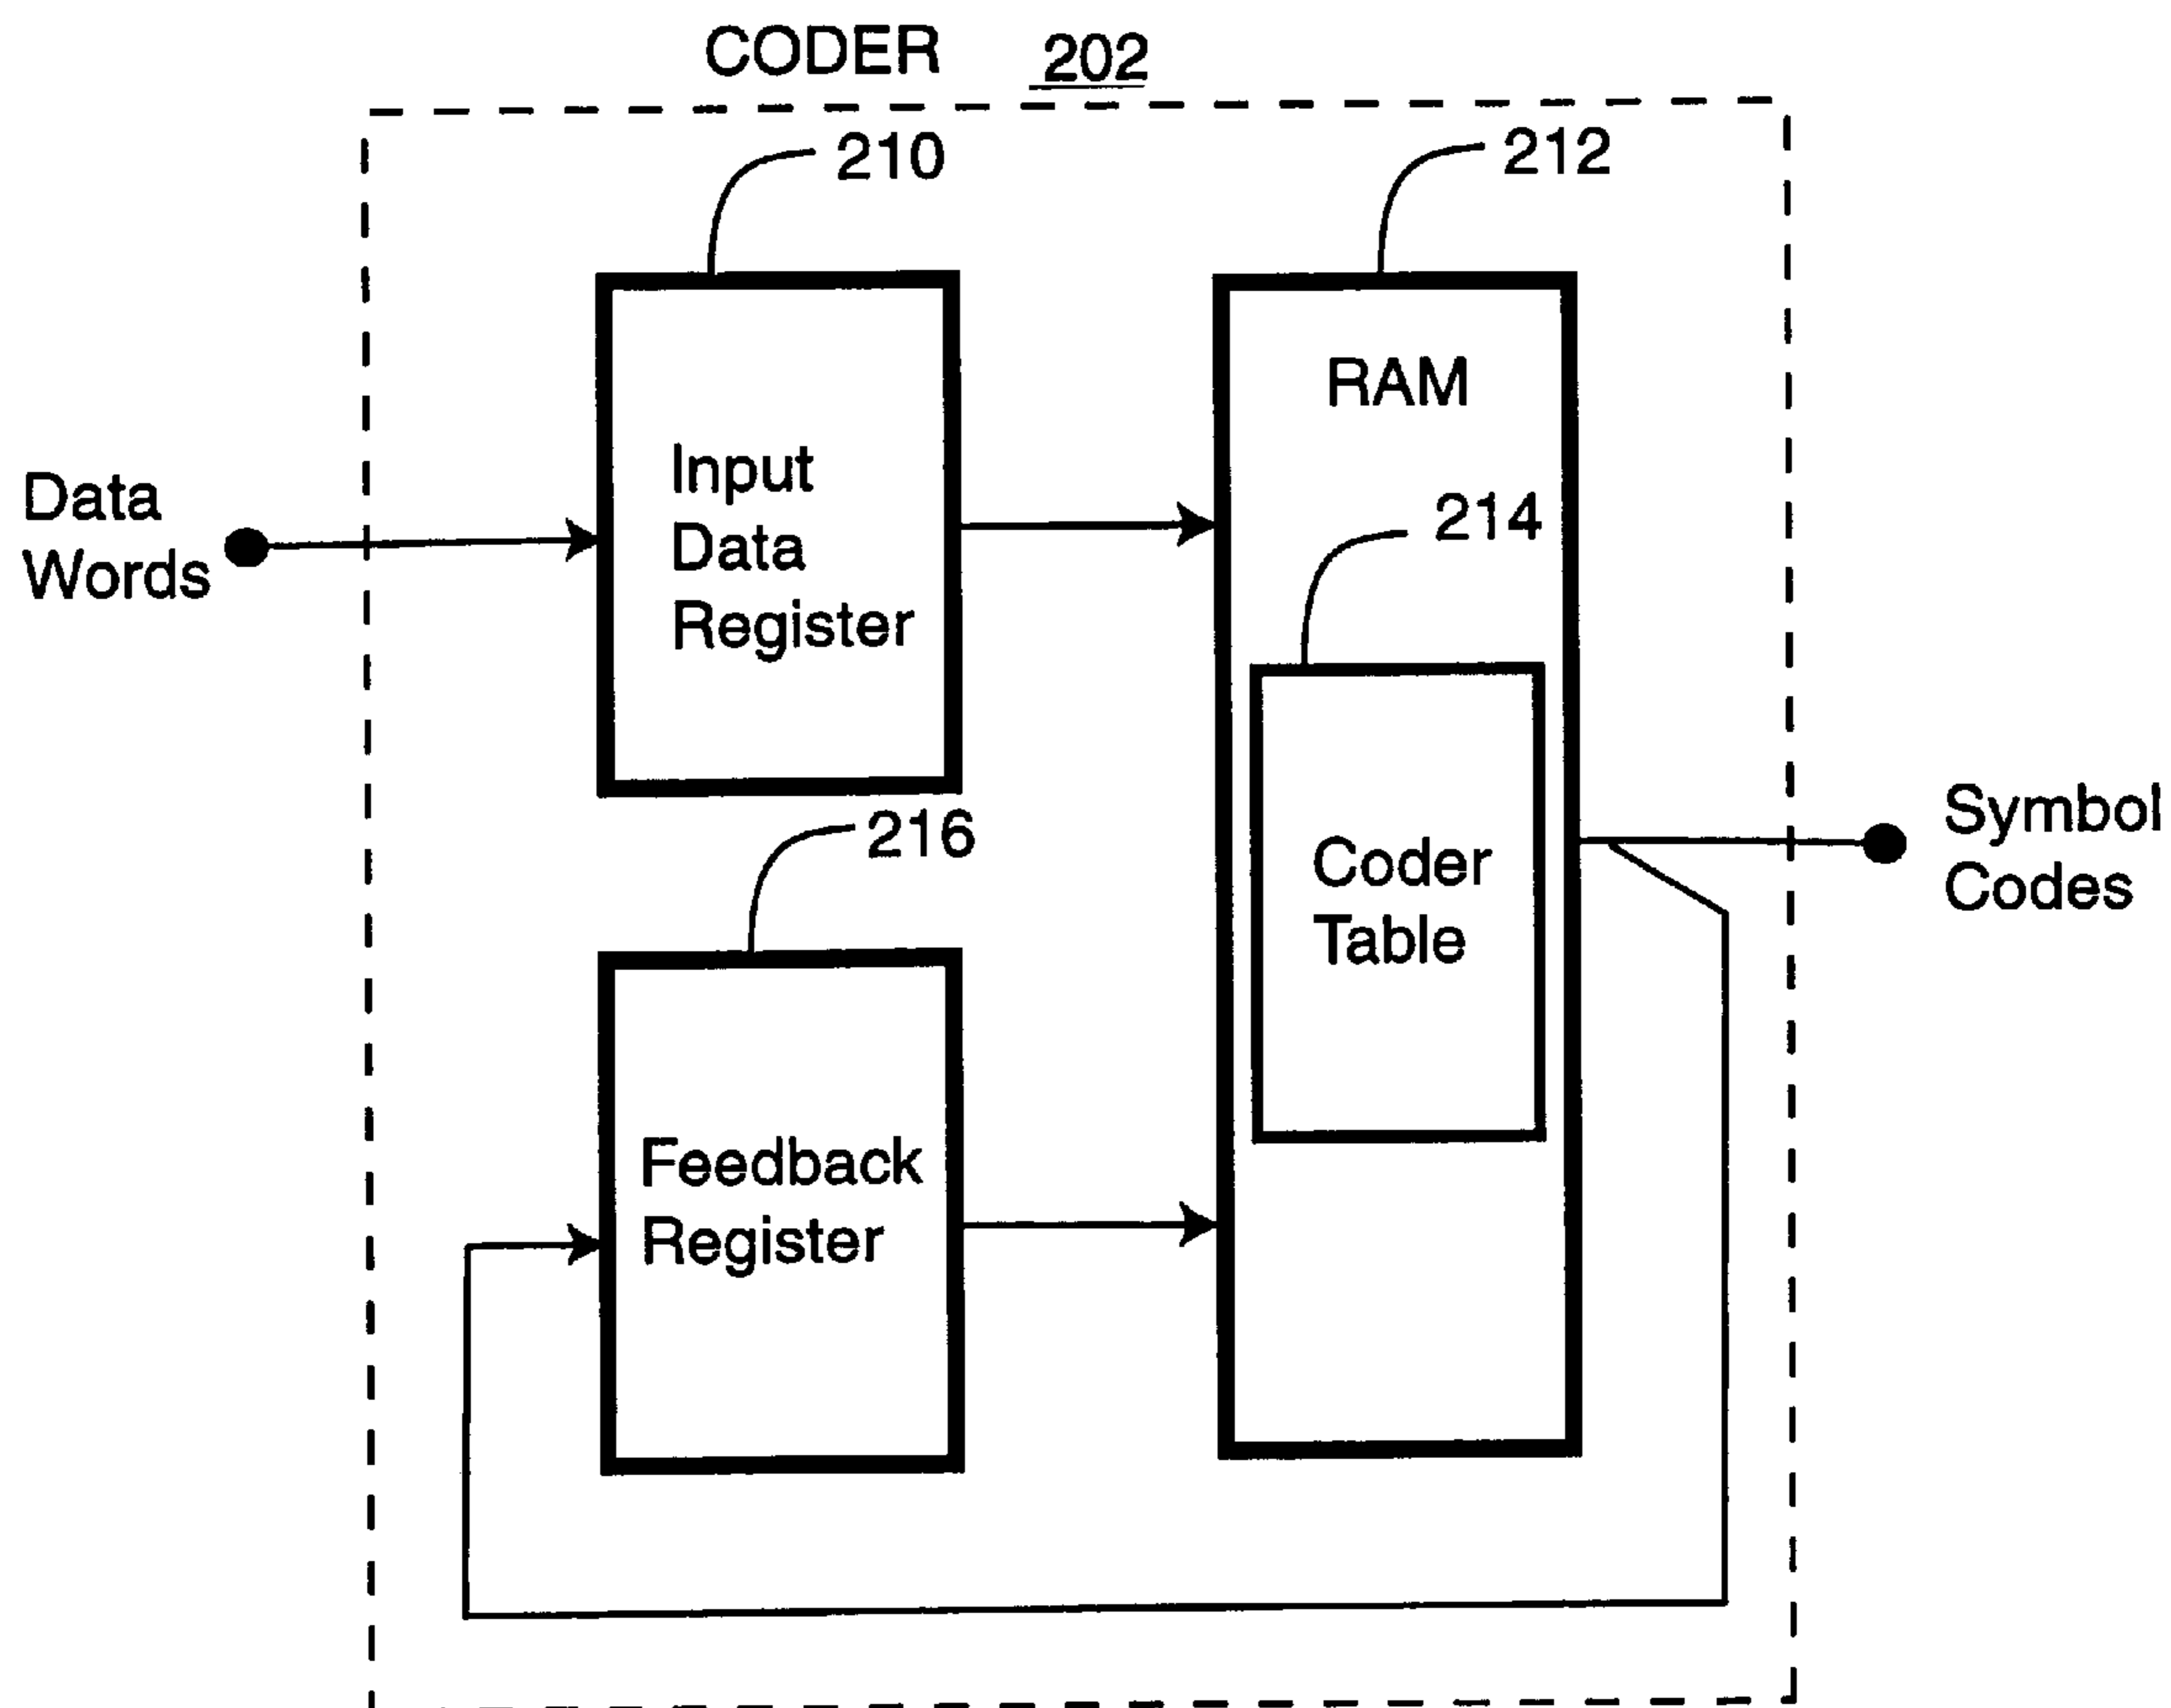 CODER 202
210
212
Input
Data
Register
RAM
214
Data
Words
216
Coder
Table
Symbol
Codes
Feedback
Register